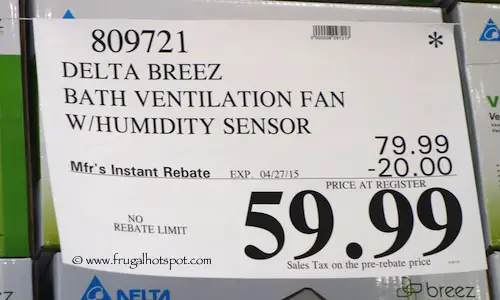 809721
*
DELTA BREEZ
BATH VENTILATION FAN
W/HUMIDITY SENSOR
79.99
Mfr's Instant Rebate EXP. 04/27/15 -20.00
PRICE AT REGISTER
NO
REBATE LIMIT
59.99
Sales Tax on the pre-rebate price
© www.frugalhotspot.com
DELTA
breez